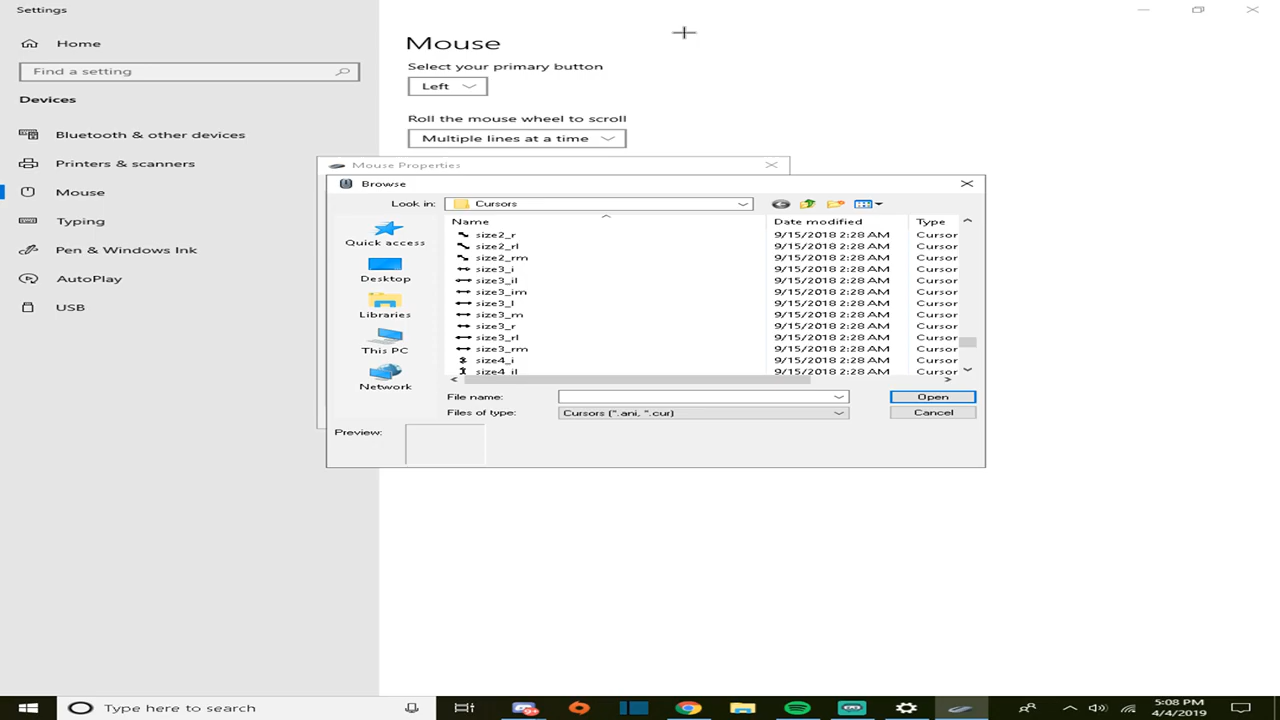 Settings
Home
Find a setting
Devices
Bluetooth & other devices
Printers & scanners
Mouse
Typing
Pen & Windows Ink
AutoPlay
USB
Mouse
Select your primary button
Left
Roll the mouse wheel to scroll
Multiple lines at a time
Mouse Properties
Browse
Look in: Cursors
Quick access
Desktop
Libraries
This PC
Network
Name Date modified Type
size2_r 9/15/2018 2:28 AM Cursor
size2_rl 9/15/2018 2:28 AM Cursor
size2_rm 9/15/2018 2:28 AM Cursor
size3_i 9/15/2018 2:28 AM Cursor
size3_il 9/15/2018 2:28 AM Cursor
size3_im 9/15/2018 2:28 AM Cursor
size3_l 9/15/2018 2:28 AM Cursor
size3_m 9/15/2018 2:28 AM Cursor
size3_r 9/15/2018 2:28 AM Cursor
size3_rl 9/15/2018 2:28 AM Cursor
size3_rm 9/15/2018 2:28 AM Cursor
size4_i 9/15/2018 2:28 AM Cursor
size4_il 9/15/2018 2:28 AM Cursor
File name: Open
Files of type: Cursors (*.ani, *.cur) Cancel
Preview:
Type here to search
5:08 PM
4/4/2019